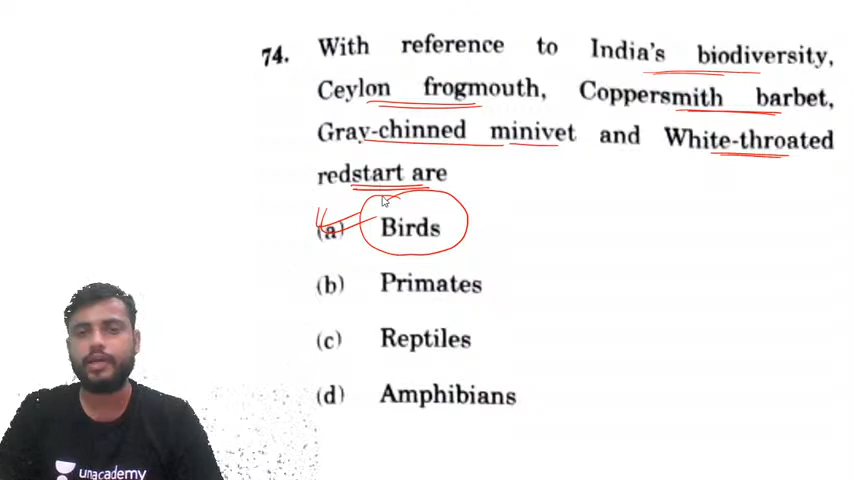 74. With reference to India's biodiversity,
Ceylon frogmouth, Coppersmith barbet,
Gray-chinned minivet and White-throated
redstart are
(a) Birds
(b) Primates
(c) Reptiles
(d) Amphibians
unacademy